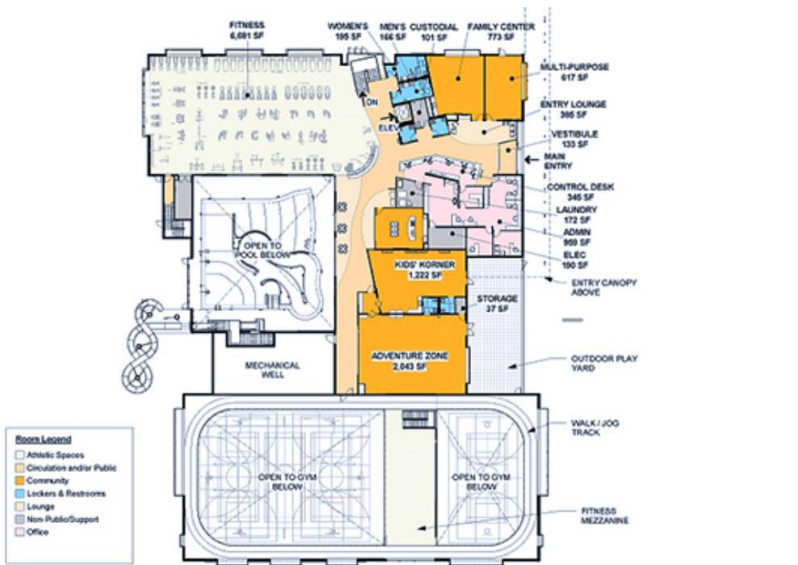 FITNESS
6,681 SF
WOMEN'S
195 SF
MEN'S
166 SF
CUSTODIAL
101 SF
FAMILY CENTER
773 SF
MULTI-PURPOSE
617 SF
DN
ELEV
ENTRY LOUNGE
395 SF
VESTIBULE
133 SF
MAIN
ENTRY
CONTROL DESK
345 SF
LAUNDRY
172 SF
ADMIN
959 SF
ELEC
190 SF
OPEN TO
POOL BELOW
KIDS' KORNER
1,222 SF
STORAGE
37 SF
ENTRY CANOPY
ABOVE
MECHANICAL
WELL
ADVENTURE ZONE
2,043 SF
OUTDOOR PLAY
YARD
WALK / JOG
TRACK
OPEN TO GYM
BELOW
OPEN TO GYM
BELOW
FITNESS
MEZZANINE
Room Legend
Athletic Spaces
Circulation and/or Public
Community
Lockers & Restrooms
Lounge
Non-Public/Support
Office